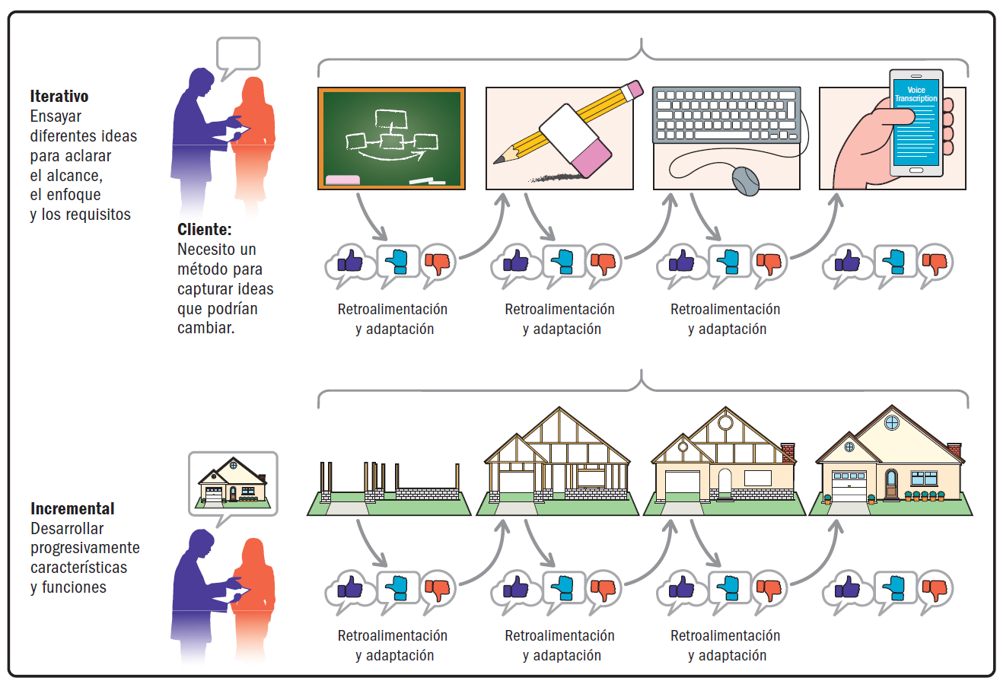 Iterativo
Ensayar
diferentes ideas
para aclarar
el alcance,
el enfoque
y los requisitos
Cliente:
Necesito un
método para
capturar ideas
que podrían
cambiar.
Voice
Transcription
Retroalimentación
y adaptación
Retroalimentación
y adaptación
Retroalimentación
y adaptación
Incremental
Desarrollar
progresivamente
características
y funciones
Retroalimentación
y adaptación
Retroalimentación
y adaptación
Retroalimentación
y adaptación